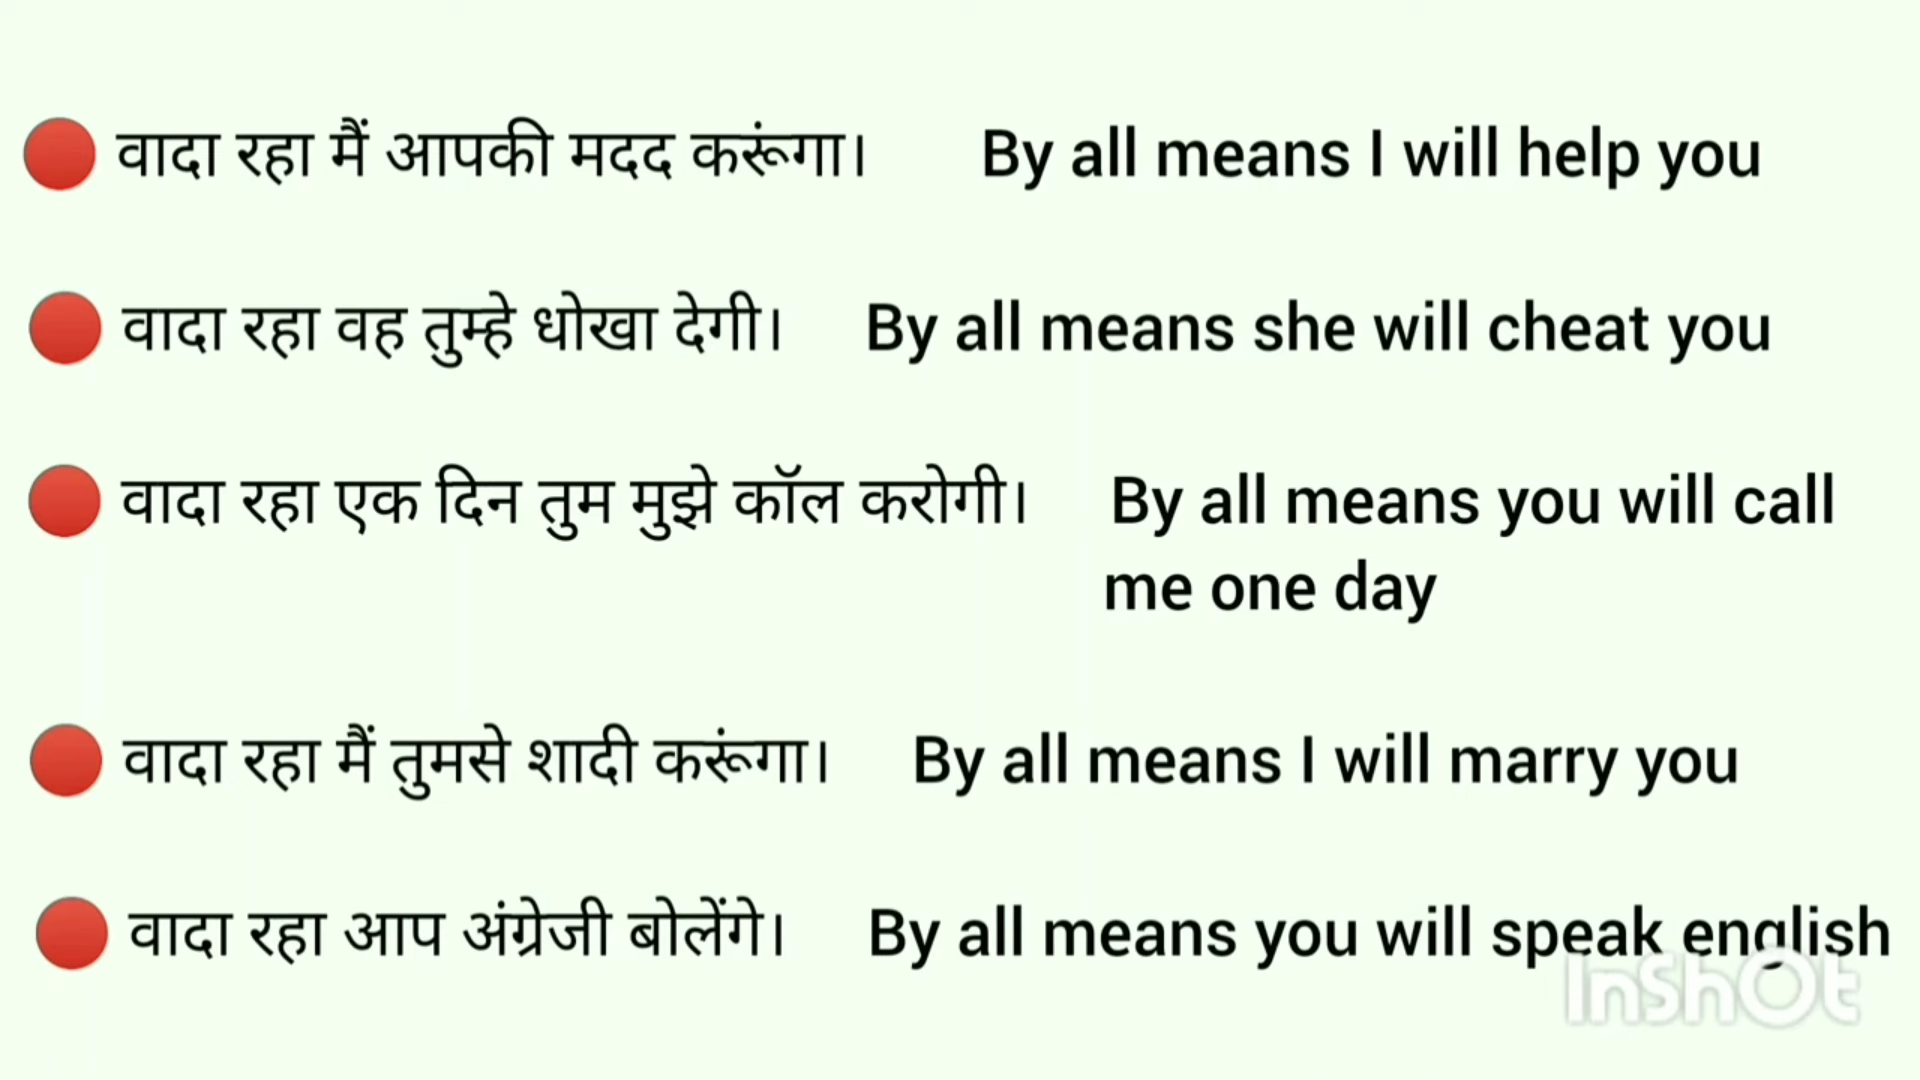 वादा रहा मैं आपकी मदद करूंगा। By all means I will help you
वादा रहा वह तुम्हे धोखा देगी। By all means she will cheat you
वादा रहा एक दिन तुम मुझे कॉल करोगी। By all means you will call
me one day
वादा रहा मैं तुमसे शादी करूंगा। By all means I will marry you
वादा रहा आप अंग्रेजी बोलेंगे। By all means you will speak english
InShOt